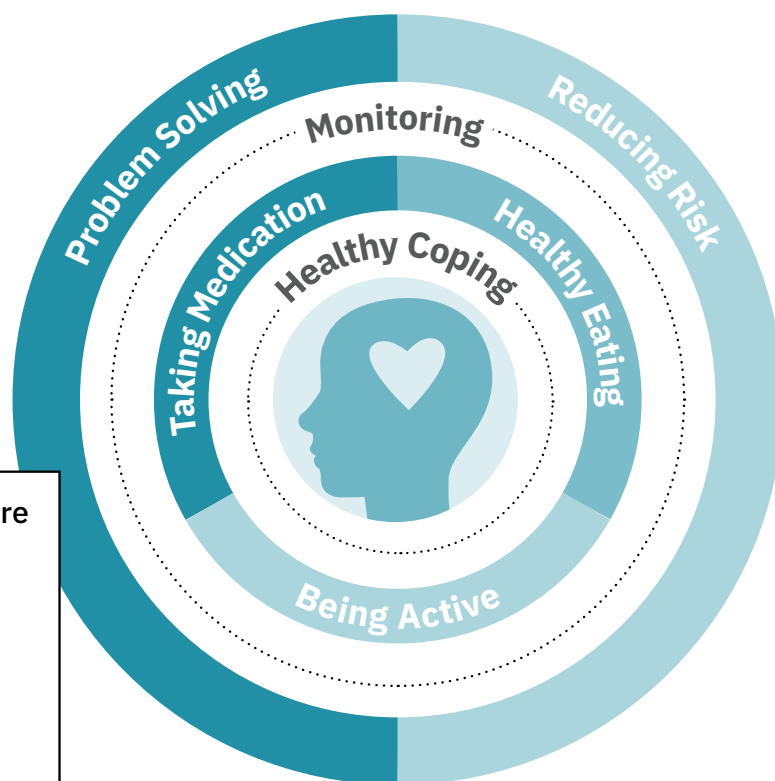 Problem Solving
Reducing Risk
Monitoring
Taking Medication
Healthy Eating
Healthy Coping
Being Active
re